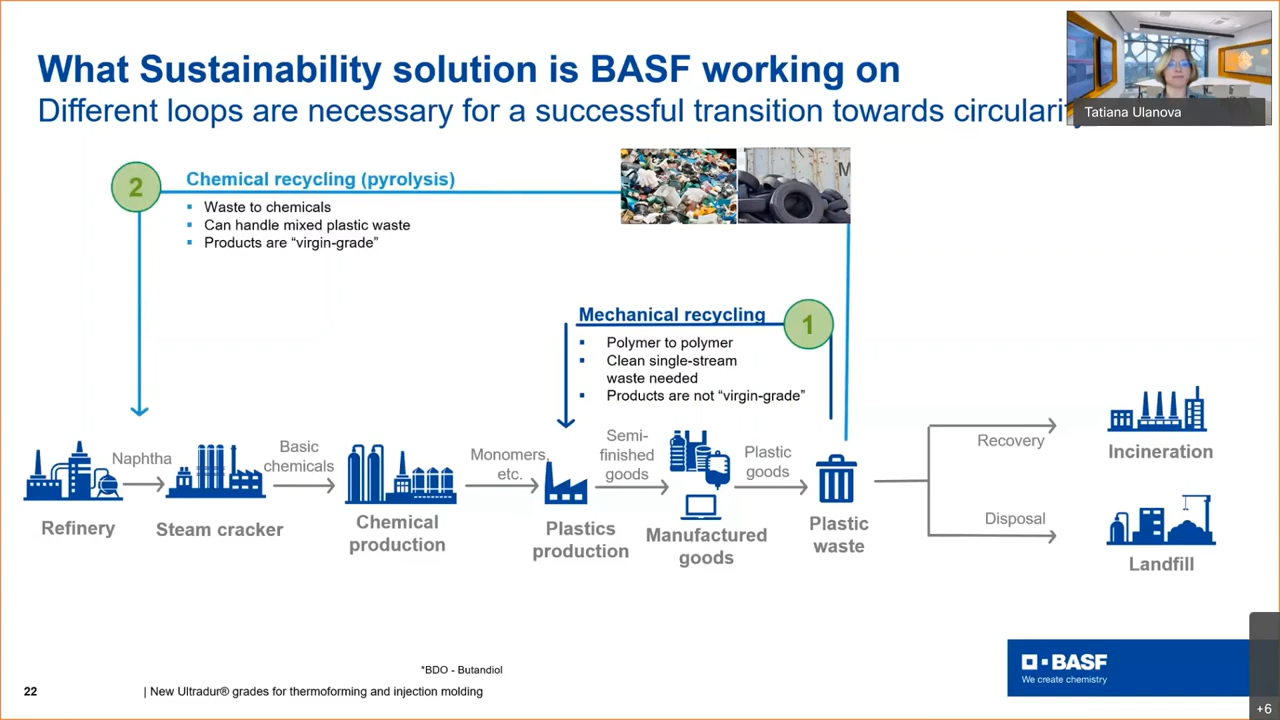 What Sustainability solution is BASF working on
Different loops are necessary for a successful transition towards circularity
Tatiana Ulanova
2
Chemical recycling (pyrolysis)
▪ Waste to chemicals
▪ Can handle mixed plastic waste
▪ Products are “virgin-grade”
M
Mechanical recycling
1
▪ Polymer to polymer
▪ Clean single-stream
waste needed
▪ Products are not “virgin-grade”
Naphtha
Basic
chemicals
Monomers,
etc.
Semi-
finished
goods
Plastic
goods
Recovery
Disposal
Refinery
Steam cracker
Chemical
production
Plastics
production
Manufactured
goods
Plastic
waste
Incineration
Landfill
*BDO - Butandiol
22
| New Ultradur® grades for thermoforming and injection molding
BASF
We create chemistry
+6